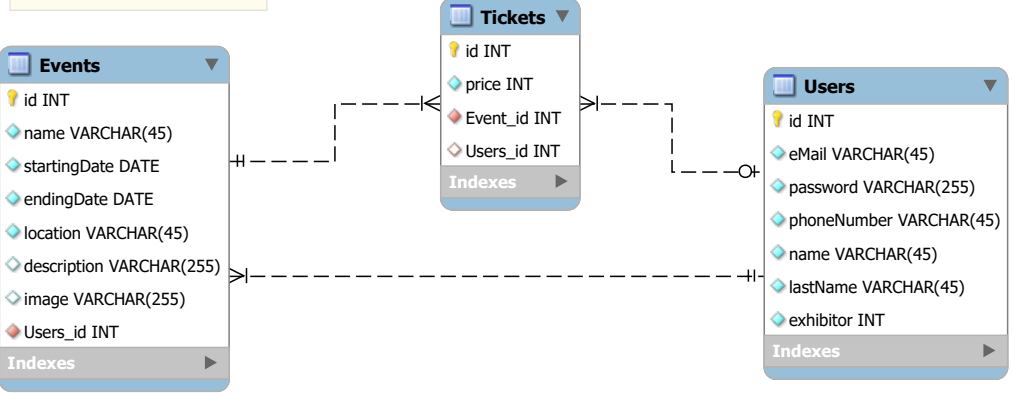 Events
id INT
name VARCHAR(45)
startingDate DATE
endingDate DATE
location VARCHAR(45)
description VARCHAR(255)
image VARCHAR(255)
Users_id INT
Indexes
Tickets
id INT
price INT
Event_id INT
Users_id INT
Indexes
Users
id INT
eMail VARCHAR(45)
password VARCHAR(255)
phoneNumber VARCHAR(45)
name VARCHAR(45)
lastName VARCHAR(45)
exhibitor INT
Indexes